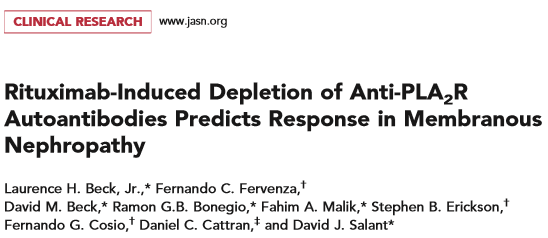 CLINICAL RESEARCH www.jasn.org
Rituximab-Induced Depletion of Anti-PLA₂R
Autoantibodies Predicts Response in Membranous
Nephropathy
Laurence H. Beck, Jr.,* Fernando C. Fervenza,†
David M. Beck,* Ramon G.B. Bonegio,* Fahim A. Malik,* Stephen B. Erickson,†
Fernando G. Cosio,† Daniel C. Cattran,‡ and David J. Salant*